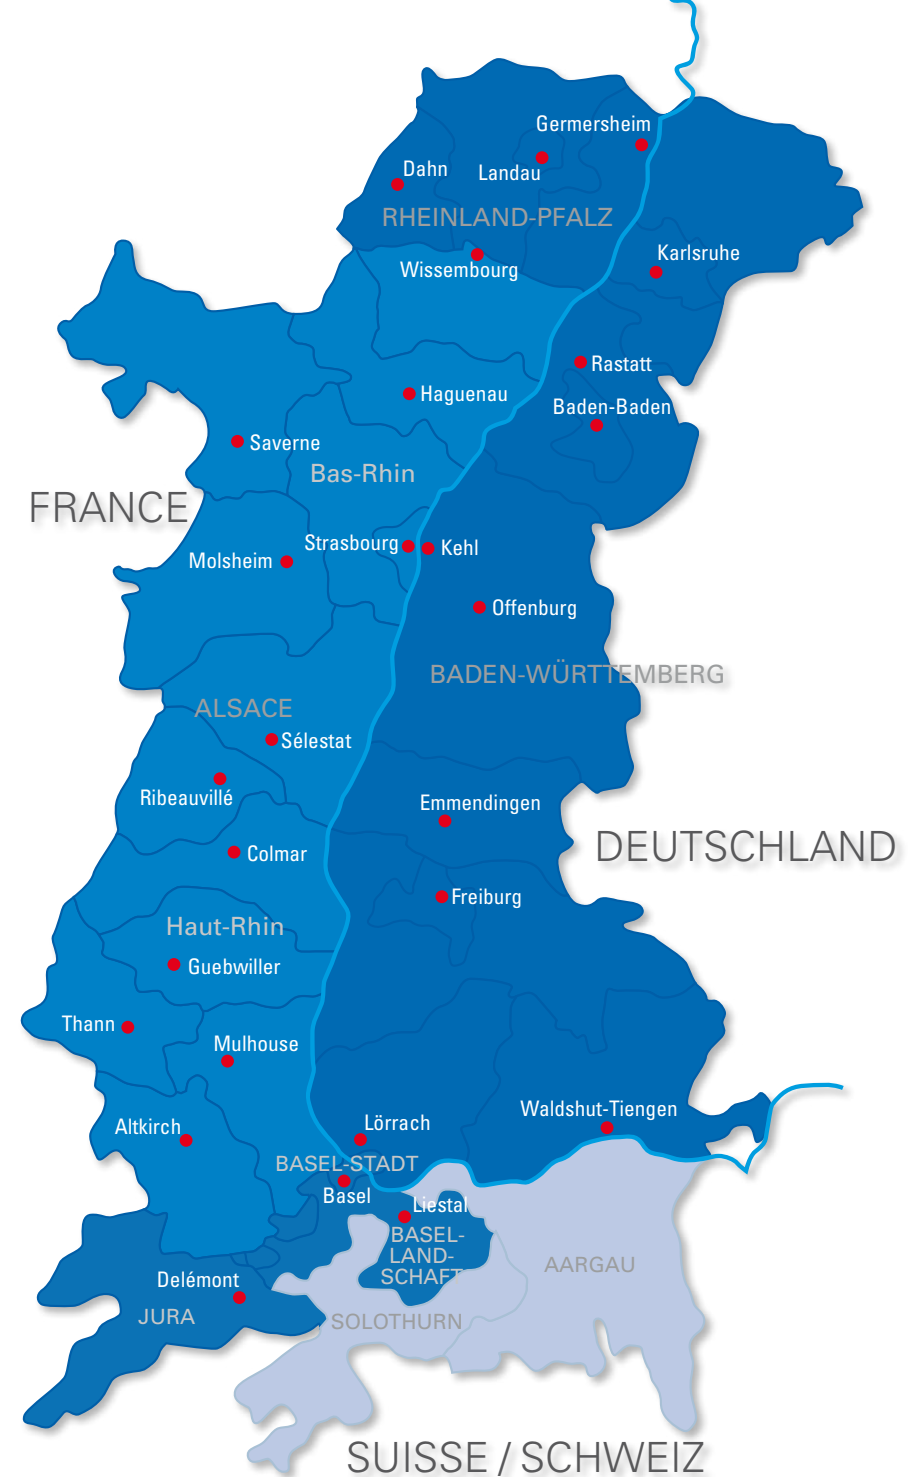 Germersheim
Dahn
Landau
RHEINLAND-PFALZ
Karlsruhe
Wissembourg
Rastatt
Haguenau
Baden-Baden
Saverne
Bas-Rhin
FRANCE
Strasbourg
Kehl
Molsheim
Offenburg
BADEN-WÜRTTEMBERG
ALSACE
Sélestat
Ribeauvillé
Emmendingen
DEUTSCHLAND
Colmar
Freiburg
Haut-Rhin
Guebwiller
Thann
Mulhouse
Waldshut-Tiengen
Altkirch
Lörrach
BASEL-STADT
Basel
Liestal
BASEL-
LAND-
SCHAFT
AARGAU
Delémont
JURA
SOLOTHURN
SUISSE / SCHWEIZ